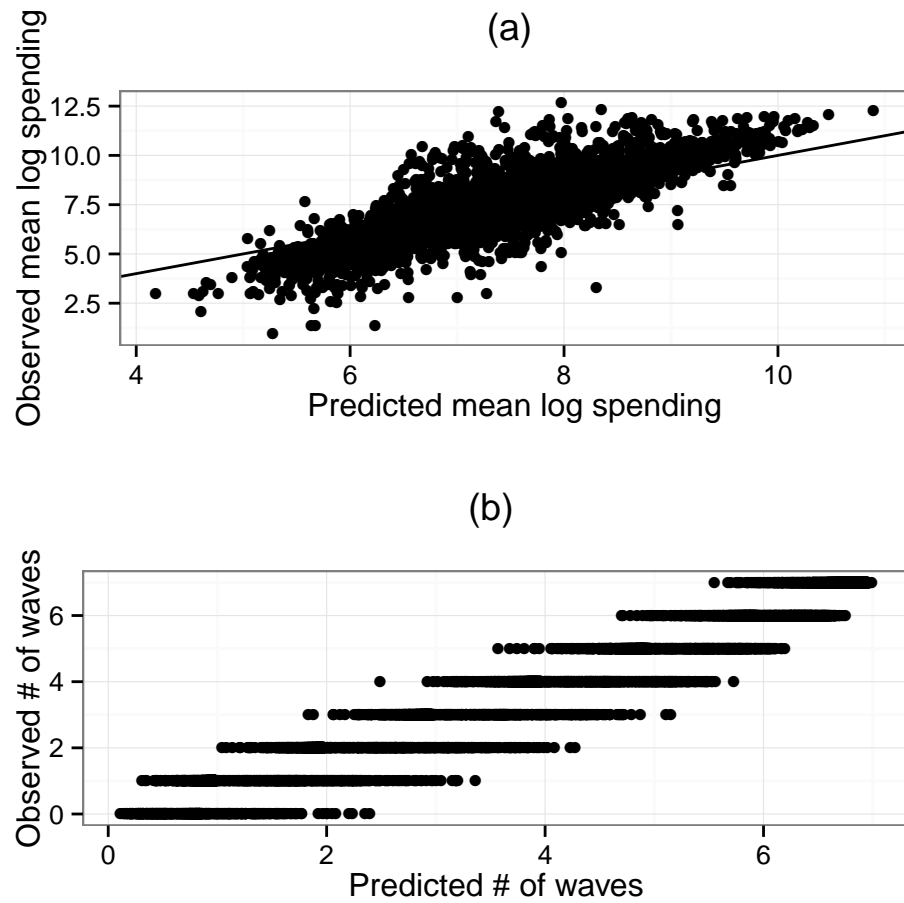 (a)
Observed mean log spending
12.5
10.0
7.5
5.0
2.5
4 6 8 10
Predicted mean log spending
(b)
Observed # of waves
6
4
2
0
0 2 4 6
Predicted # of waves